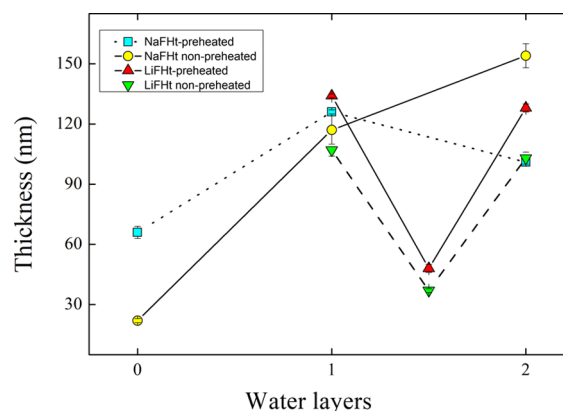 NaFHt-preheated
NaFHt non-preheated
LiFHt-preheated
LiFHt non-preheated
150
120
90
60
30
Thickness (nm)
0 1 2
Water layers